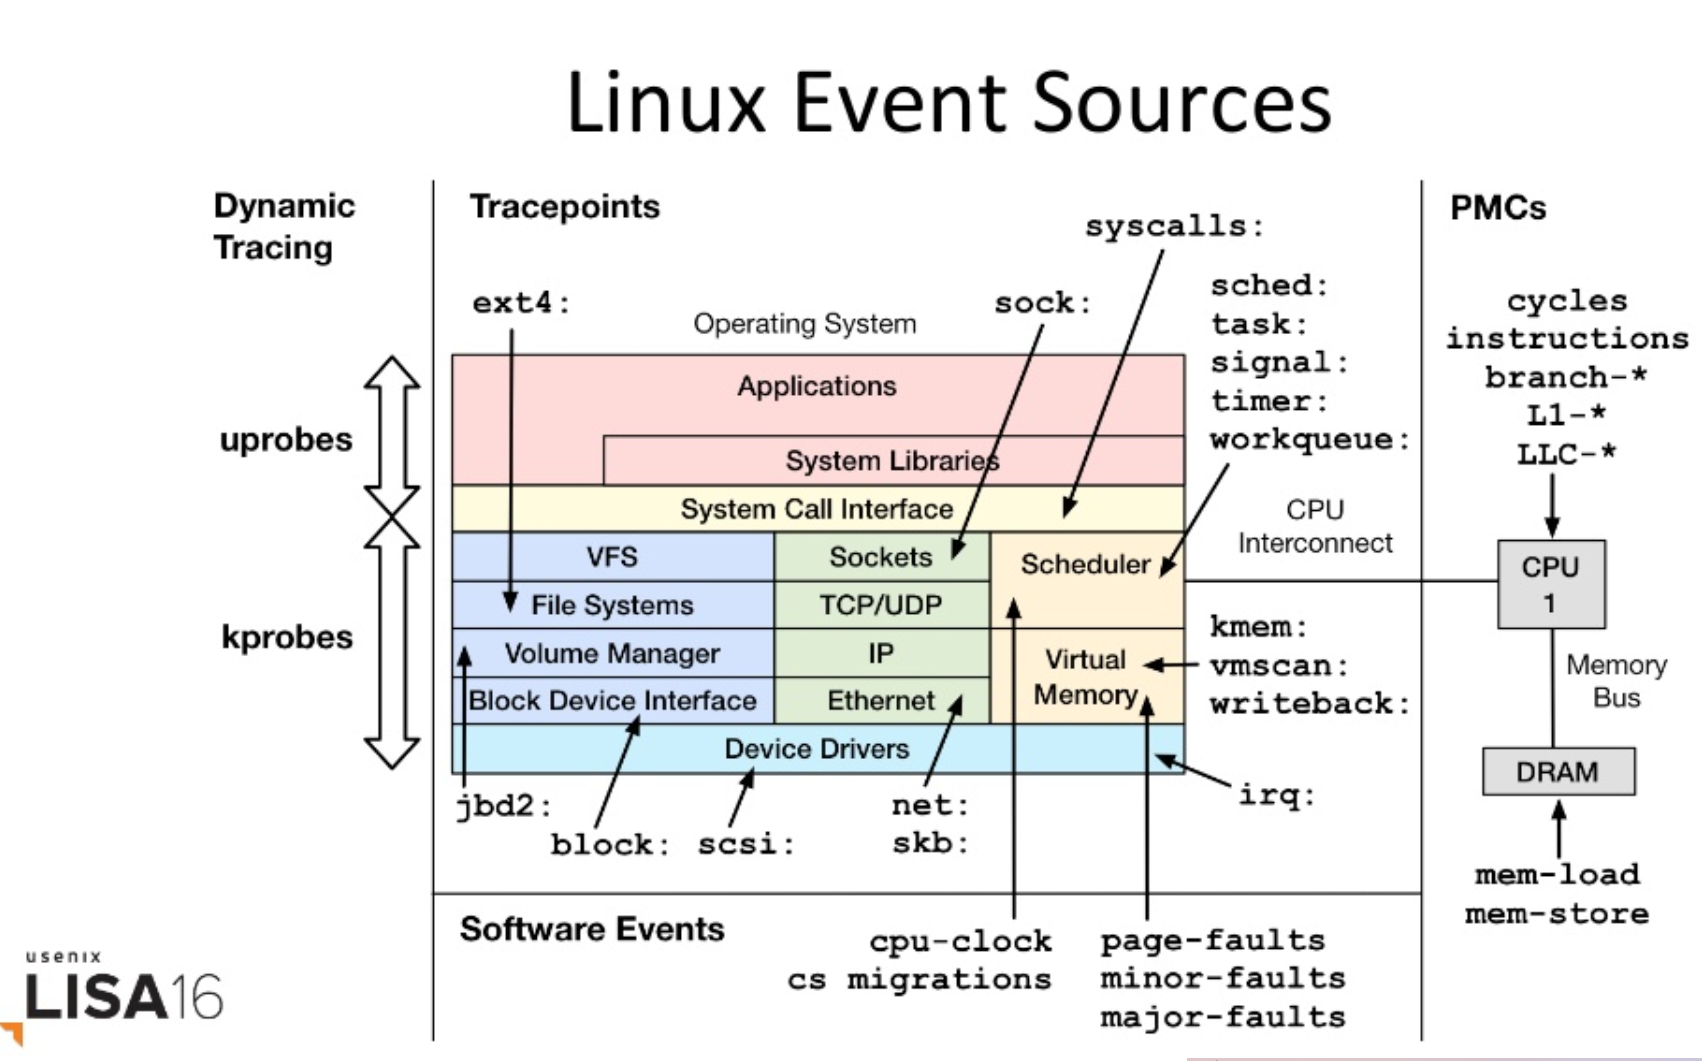 Linux Event Sources
Dynamic
Tracing
uprobes
kprobes
Tracepoints
ext4:
Operating System
sock:
syscalls:
sched:
task:
signal:
timer:
workqueue:
Applications
System Libraries
System Call Interface
VFS
Sockets
Scheduler
File Systems
TCP/UDP
Volume Manager
IP
Virtual
Memory
Block Device Interface
Ethernet
Device Drivers
CPU
Interconnect
kmem:
vmscan:
writeback:
irq:
jbd2:
block:
scsi:
net:
skb:
Software Events
cpu-clock
cs migrations
page-faults
minor-faults
major-faults
PMCs
cycles
instructions
branch-*
L1-*
LLC-*
CPU
1
Memory
Bus
DRAM
mem-load
mem-store
usenix
LISA16